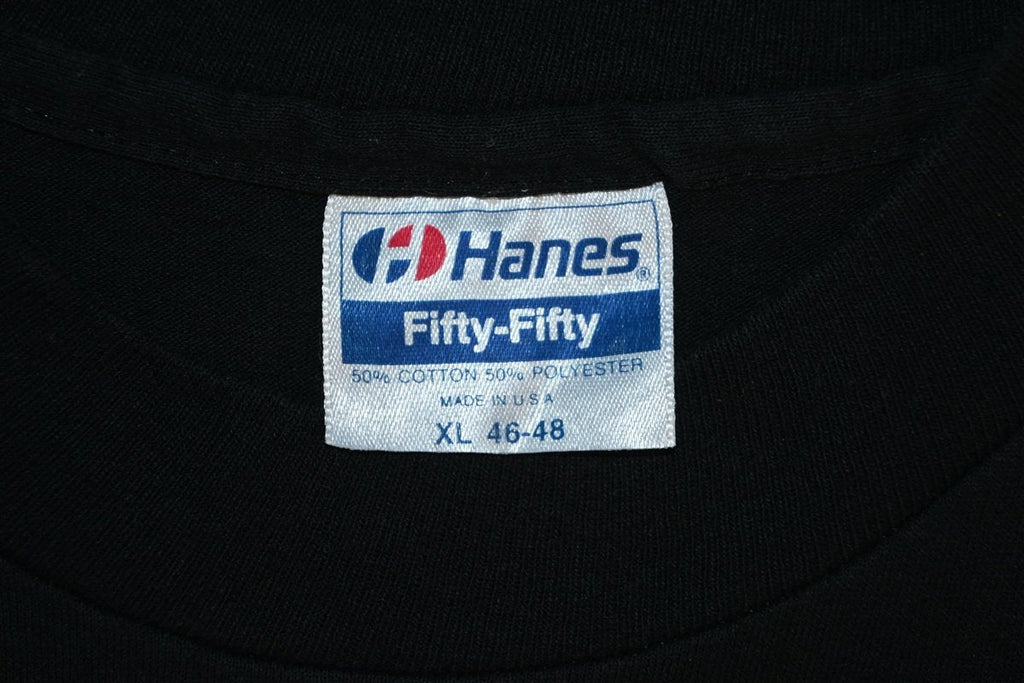 Hanes®
Fifty-Fifty
50% COTTON 50% POLYESTER
MADE IN U.S.A
XL 46-48